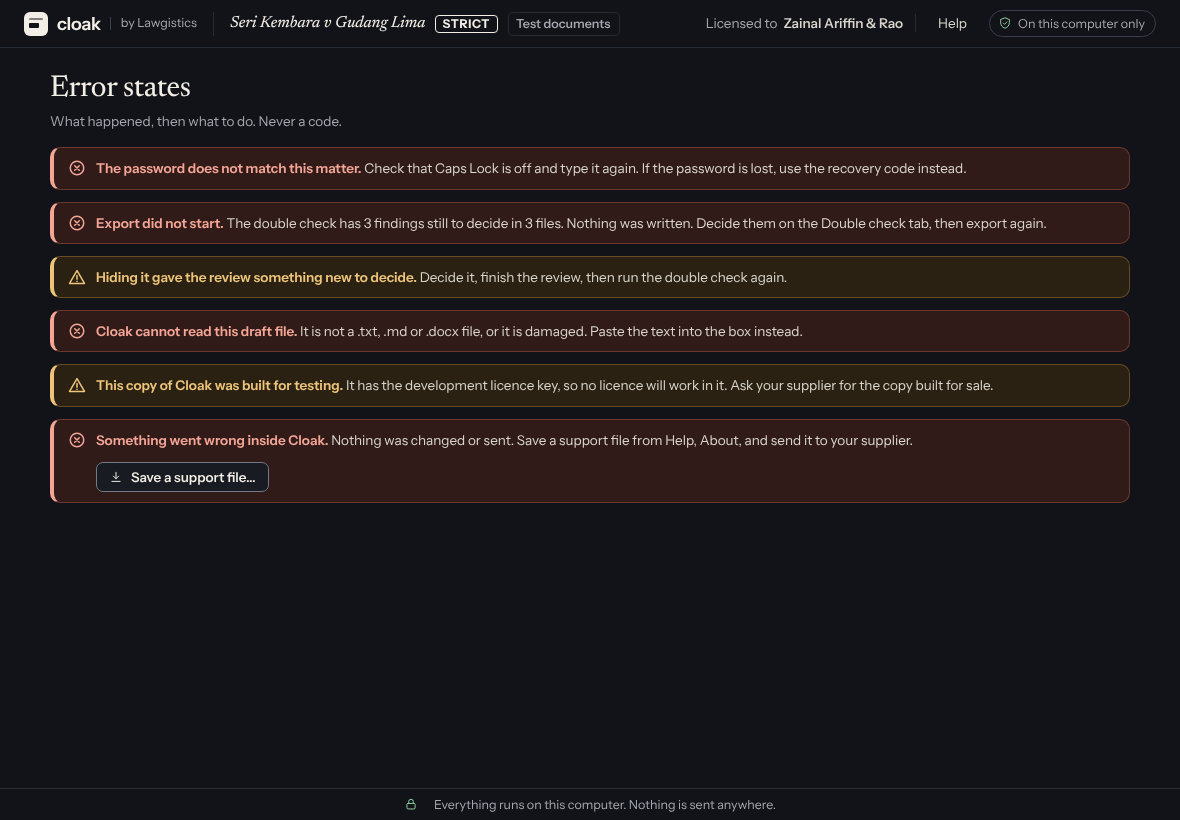 cloak by Lawgistics Seri Kembara v Gudang Lima STRICT Test documents Licensed to Zainal Ariffin & Rao Help On this computer only
Error states
What happened, then what to do. Never a code.
The password does not match this matter. Check that Caps Lock is off and type it again. If the password is lost, use the recovery code instead.
Export did not start. The double check has 3 findings still to decide in 3 files. Nothing was written. Decide them on the Double check tab, then export again.
Hiding it gave the review something new to decide. Decide it, finish the review, then run the double check again.
Cloak cannot read this draft file. It is not a .txt, .md or .docx file, or it is damaged. Paste the text into the box instead.
This copy of Cloak was built for testing. It has the development licence key, so no licence will work in it. Ask your supplier for the copy built for sale.
Something went wrong inside Cloak. Nothing was changed or sent. Save a support file from Help, About, and send it to your supplier.
Save a support file...
Everything runs on this computer. Nothing is sent anywhere.